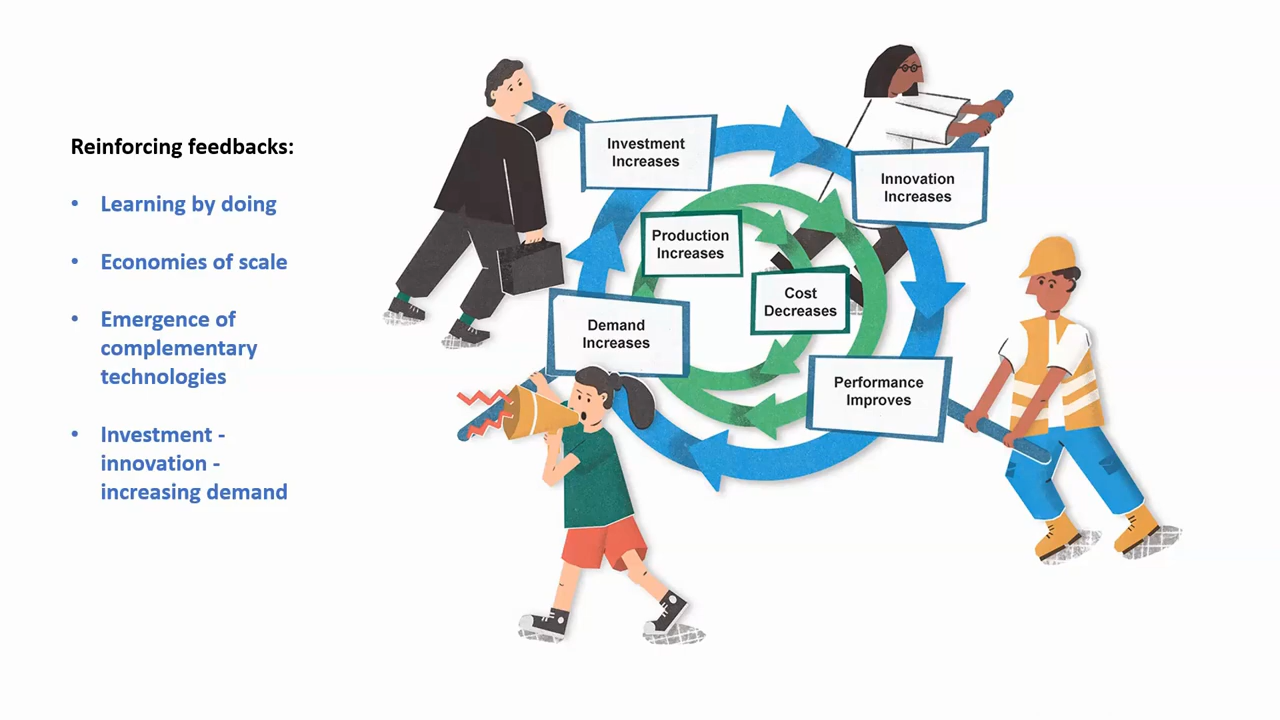 Reinforcing feedbacks:
• Learning by doing
• Economies of scale
• Emergence of
complementary
technologies
• Investment -
innovation -
increasing demand
Investment
Increases
Innovation
Increases
Production
Increases
Cost
Decreases
Demand
Increases
Performance
Improves